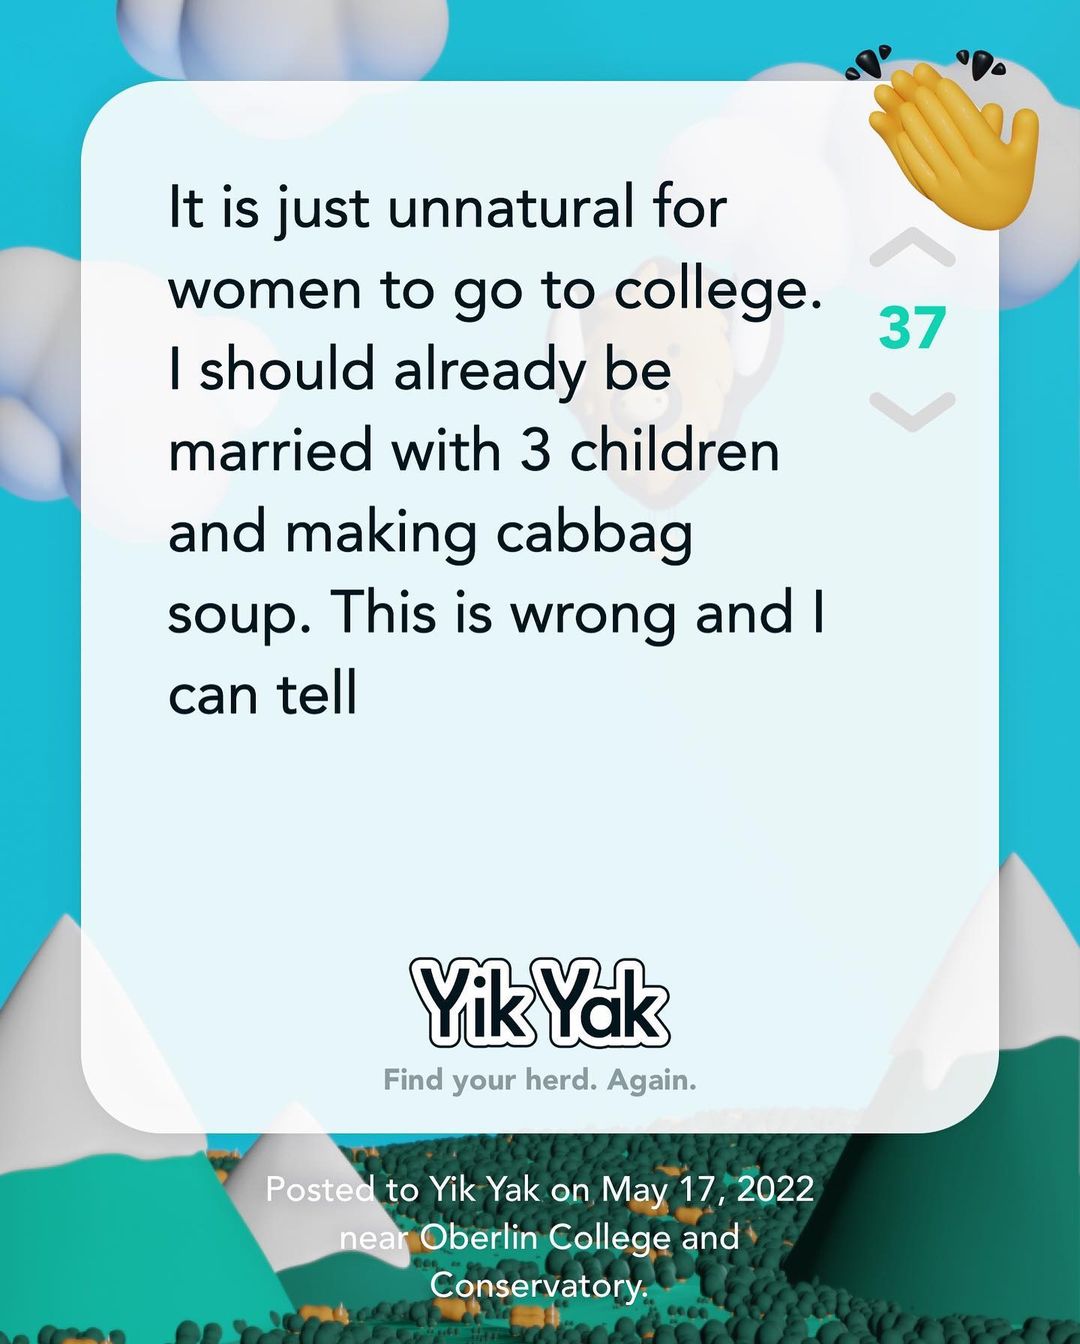 It is just unnatural for
women to go to college.
I should already be
married with 3 children
and making cabbag
soup. This is wrong and I
can tell
37
Yik Yak
Find your herd. Again.
Posted to Yik Yak on May 17, 2022
near Oberlin College and
Conservatory.